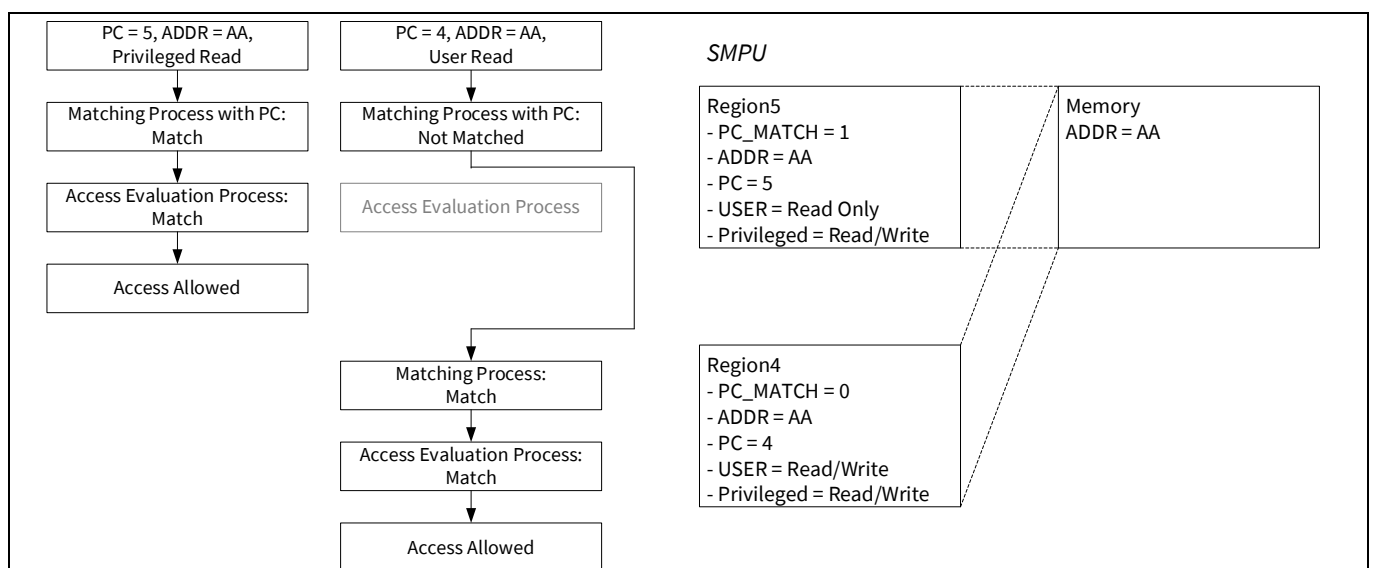 PC = 5, ADDR = AA,
Privileged Read
Matching Process with PC:
Match
Access Evaluation Process:
Match
Access Allowed
PC = 4, ADDR = AA,
User Read
Matching Process with PC:
Not Matched
Access Evaluation Process
Matching Process:
Match
Access Evaluation Process:
Match
Access Allowed
SMPU
Region5
- PC_MATCH = 1
- ADDR = AA
- PC = 5
- USER = Read Only
- Privileged = Read/Write
Memory
ADDR = AA
Region4
- PC_MATCH = 0
- ADDR = AA
- PC = 4
- USER = Read/Write
- Privileged = Read/Write